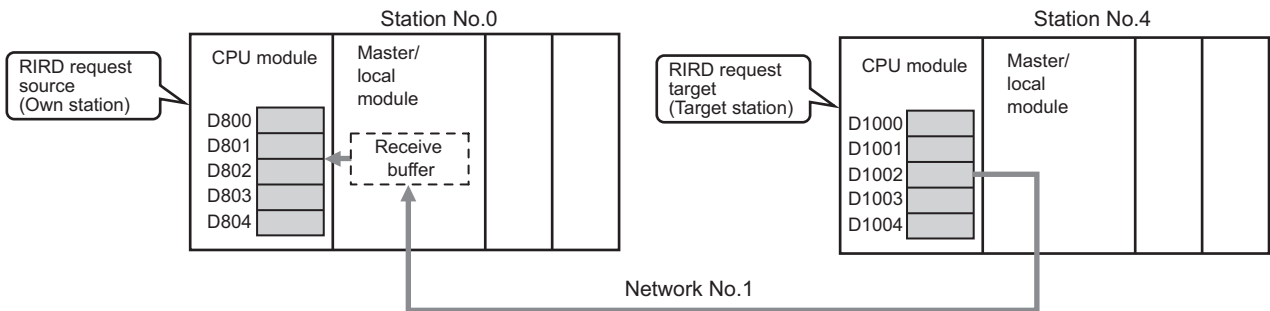 Station No.0
RIRD request
source
(Own station)
CPU module
Master/
local
module
D800
D801
D802
D803
D804
Receive
buffer
Station No.4
RIRD request
target
(Target station)
CPU module
Master/
local
module
D1000
D1001
D1002
D1003
D1004
Network No.1